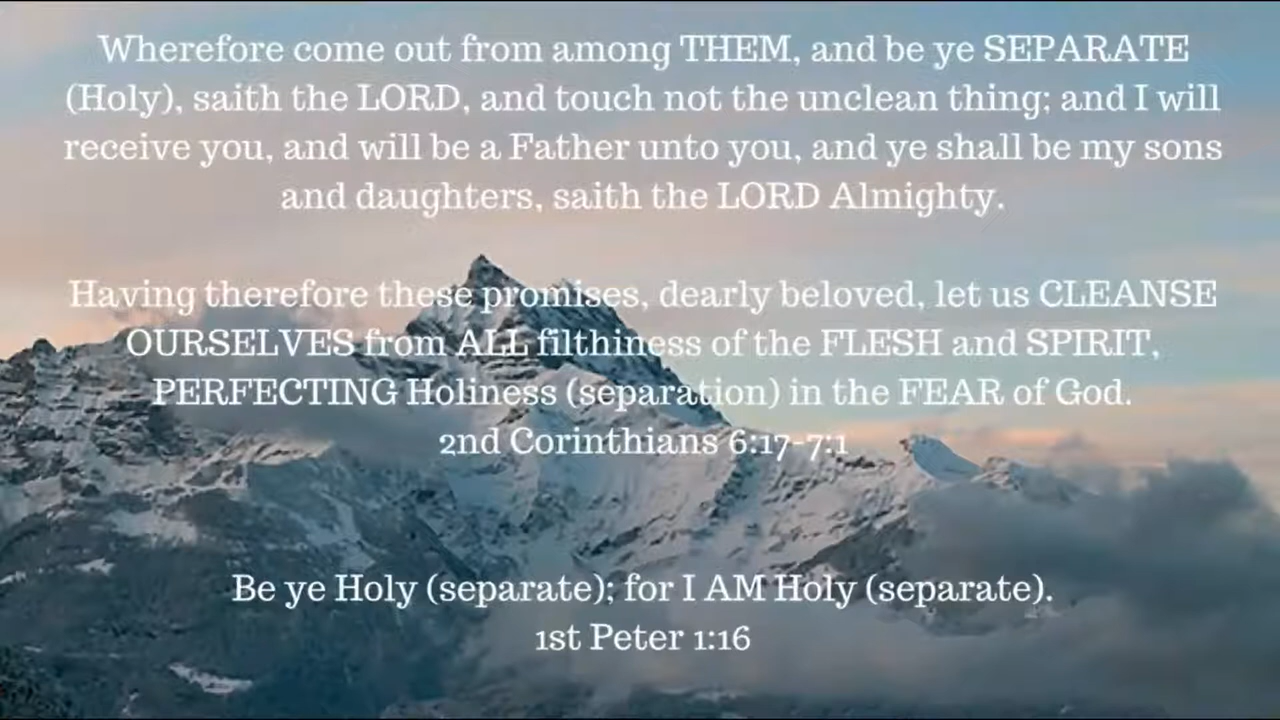 Wherefore come out from among THEM, and be ye SEPARATE
(Holy), saith the LORD, and touch not the unclean thing; and I will
receive you, and will be a Father unto you, and ye shall be my sons
and daughters, saith the LORD Almighty.
Having therefore these promises, dearly beloved, let us CLEANSE
OURSELVES from ALL filthiness of the FLESH and SPIRIT,
PERFECTING Holiness (separation) in the FEAR of God.
2nd Corinthians 6:17-7:1
Be ye Holy (separate); for I AM Holy (separate).
1st Peter 1:16